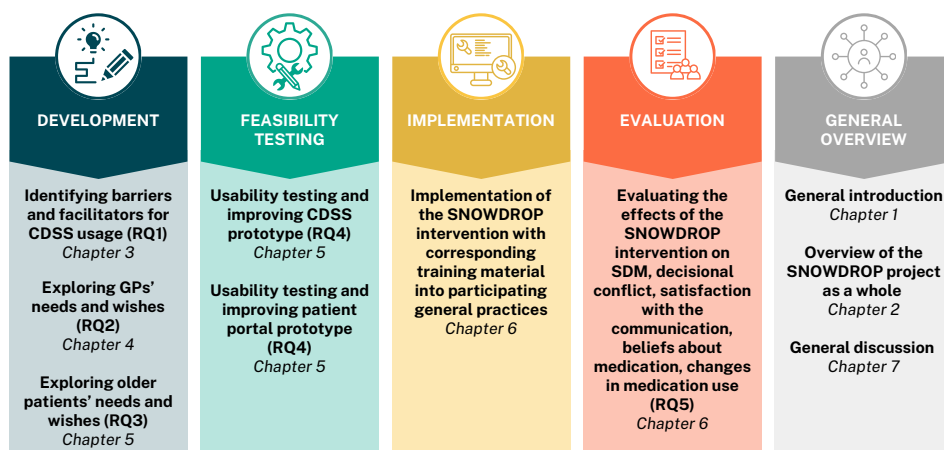 DEVELOPMENT
Identifying barriers
and facilitators for
CDSS usage (RQ1)
Chapter 3
Exploring GPs’
needs and wishes
(RQ2)
Chapter 4
Exploring older
patients’ needs and
wishes (RQ3)
Chapter 5
FEASIBILITY
TESTING
Usability testing and
improving CDSS
prototype (RQ4)
Chapter 5
Usability testing and
improving patient
portal prototype
(RQ4)
Chapter 5
IMPLEMENTATION
Implementation of
the SNOWDROP
intervention with
corresponding
training material
into participating
general practices
Chapter 6
EVALUATION
Evaluating the
effects of the
SNOWDROP
intervention on
SDM, decisional
conflict, satisfaction
with the
communication,
beliefs about
medication, changes
in medication use
(RQ5)
Chapter 6
GENERAL
OVERVIEW
General introduction
Chapter 1
Overview of the
SNOWDROP project
as a whole
Chapter 2
General discussion
Chapter 7